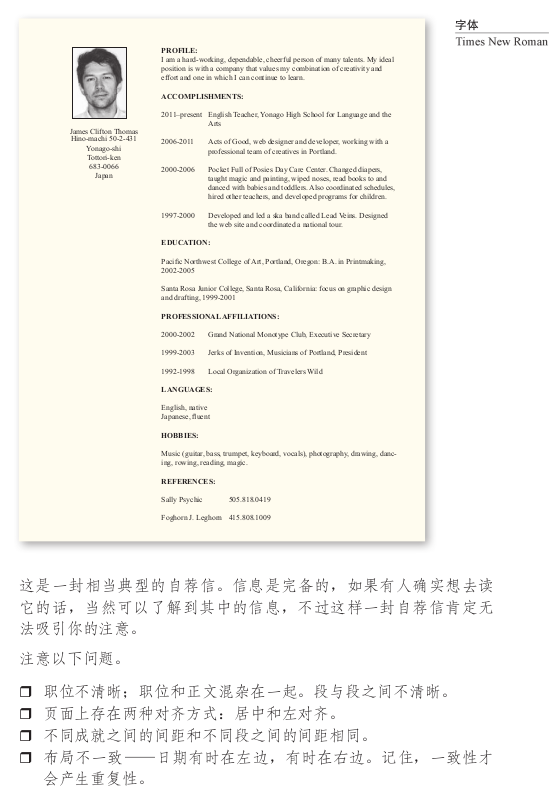 字体
Times New Roman
James Clifton Thomas
Hino-machi 50-2-431
Yonago-shi
Tottori-ken
683-0066
Japan
PROFILE:
I am a hard-working, dependable, cheerful person of many talents. My ideal
position is with a company that values my combination of creativity and
effort and one in which I can continue to learn.
ACCOMPLISHMENTS:
2011-present English Teacher, Yonago High School for Language and the
Arts
2006-2011 Acts of Good, web designer and developer, working with a
professional team of creatives in Portland.
2000-2006 Pocket Full of Posies Day Care Center. Changed diapers,
taught magic and painting, wiped noses, read books to and
danced with babies and toddlers. Also coordinated schedules,
hired other teachers, and developed programs for children.
1997-2000 Developed and led a ska band called Lead Veins. Designed
the web site and coordinated a national tour.
EDUCATION:
Pacific Northwest College of Art, Portland, Oregon: B.A. in Printmaking,
2002-2005
Santa Rosa Junior College, Santa Rosa, California: focus on graphic design
and drafting, 1999-2001
PROFESSIONAL AFFILIATIONS:
2000-2002 Grand National Monotype Club, Executive Secretary
1999-2003 Jerks of Invention, Musicians of Portland, President
1992-1998 Local Organization of Travelers Wild
LANGUAGES:
English, native
Japanese, fluent
HOBBIES:
Music (guitar, bass, trumpet, keyboard, vocals), photography, drawing, danc-
ing, rowing, reading, magic.
REFERENCES:
Sally Psychic 505.818.0419
Foghorn J. Leghorn 415.808.1009
这是一封相当典型的自荐信。信息是完备的，如果有人确实想去读
它的话，当然可以了解到其中的信息，不过这样一封自荐信肯定无
法吸引你的注意。
注意以下问题。
❒ 职位不清晰；职位和正文混杂在一起。段与段之间不清晰。
❒ 页面上存在两种对齐方式：居中和左对齐。
❒ 不同成就之间的间距和不同段之间的间距相同。
❒ 布局不一致——日期有时在左边，有时在右边。记住，一致性才
会产生重复性。